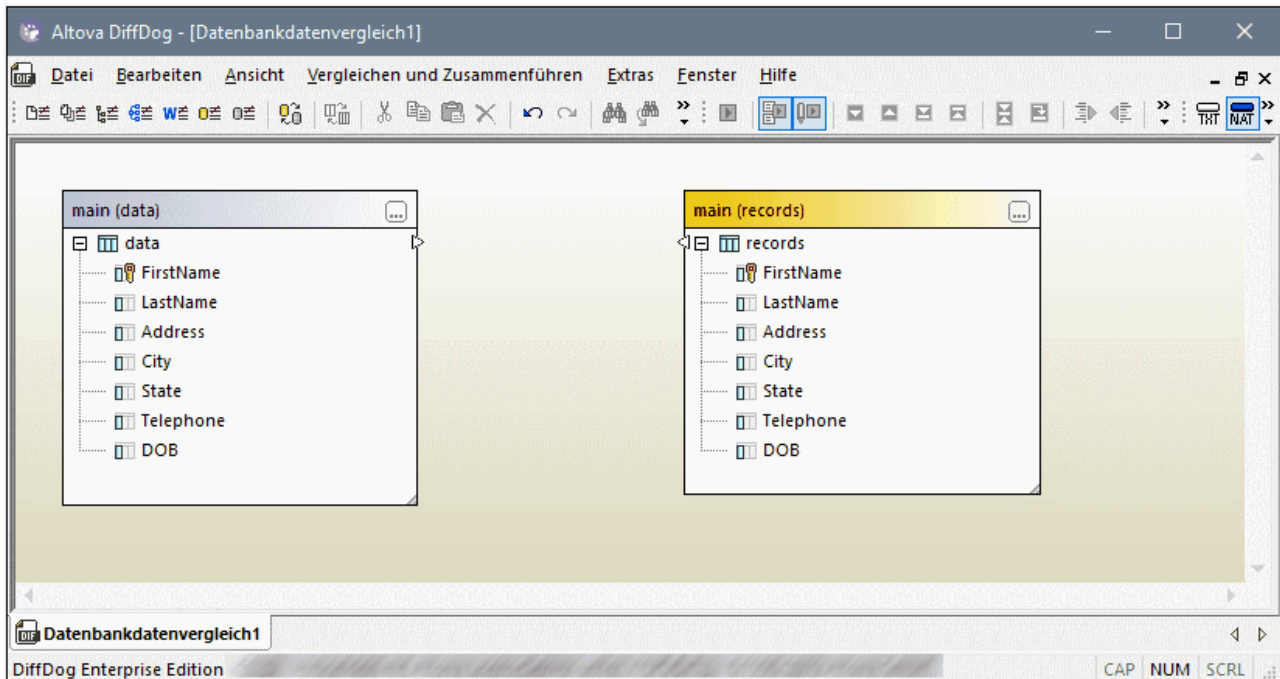 Altova DiffDog - [Datenbankdatenvergleich1]
Datei Bearbeiten Ansicht Vergleichen und Zusammenführen Extras Fenster Hilfe
TXT NAT
main (data) ...
data
FirstName
LastName
Address
City
State
Telephone
DOB
main (records) ...
records
FirstName
LastName
Address
City
State
Telephone
DOB
DIF Datenbankdatenvergleich1
DiffDog Enterprise Edition CAP NUM SCRL